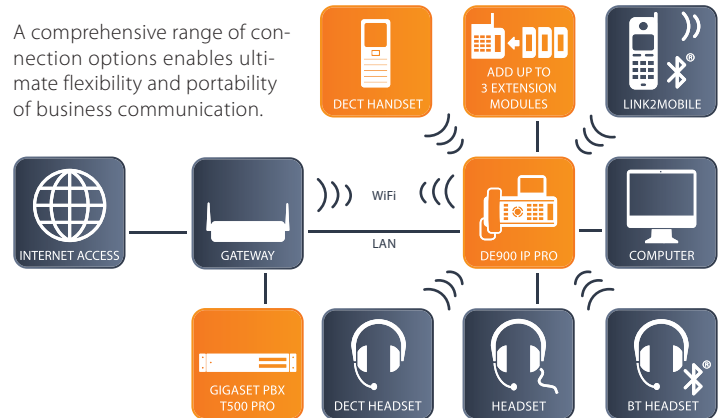 A comprehensive range of con-
nection options enables ulti-
mate flexibility and portability
of business communication.
DECT HANDSET
ADD UP TO
3 EXTENSION
MODULES
®
LINK2MOBILE
INTERNET ACCESS
GATEWAY
WiFi
LAN
DE900 IP PRO
COMPUTER
GIGASET PBX
T500 PRO
DECT HEADSET
HEADSET
®
BT HEADSET